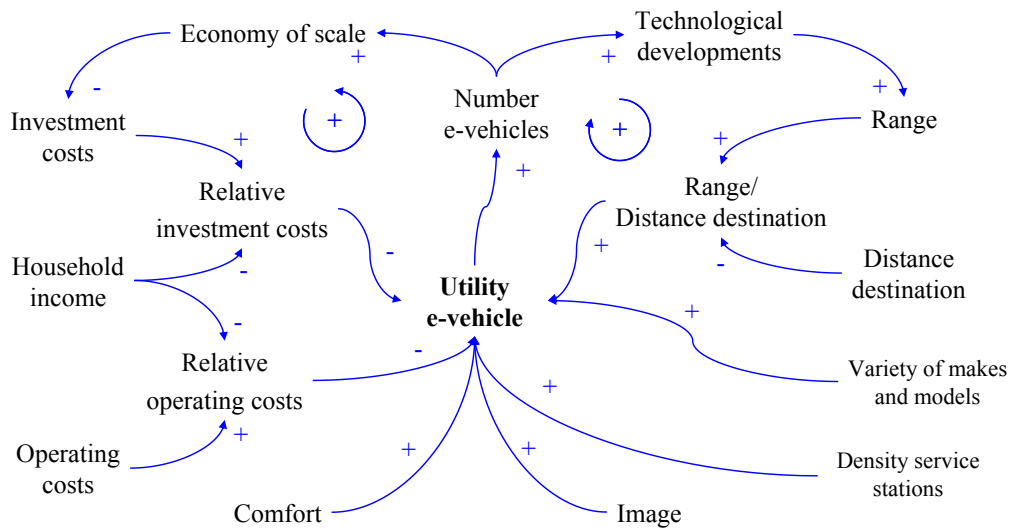 Economy of scale
Technological
developments
+
+
-
+
Number
e-vehicles
Investment
costs
+
+
Range
+
+
+
Relative
investment costs
Range/
Distance destination
-
+
Household
income
-
-
Utility
e-vehicle
-
Distance
destination
-
+
Relative
operating costs
-
Variety of makes
and models
+
+
Operating
costs
+
+
Density service
stations
Comfort
Image